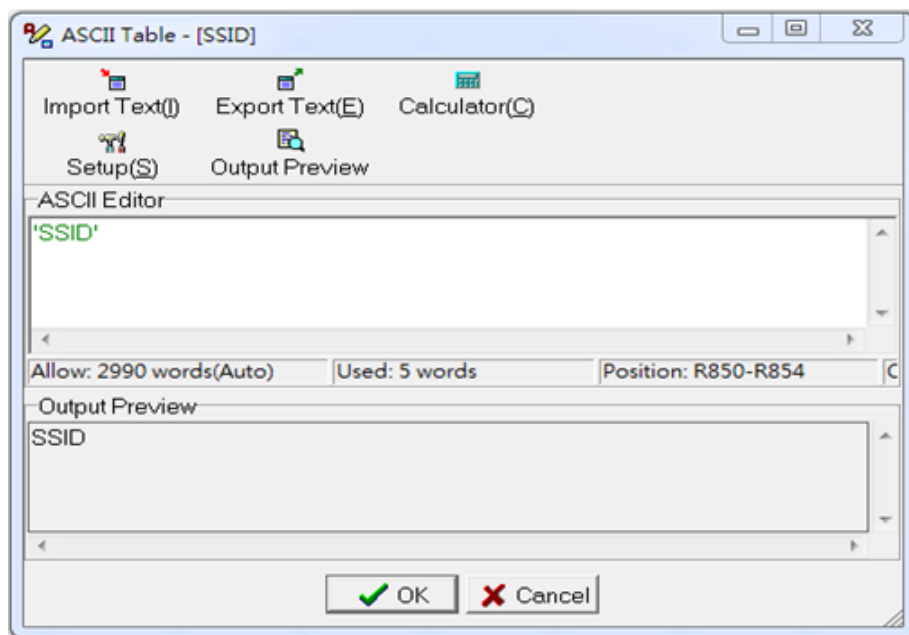 ASCII Table - [SSID]
Import Text(I) Export Text(E) Calculator(C)
Setup(S) Output Preview
ASCII Editor
'SSID'
Allow: 2990 words(Auto) Used: 5 words Position: R850-R854 C
Output Preview
SSID
OK Cancel